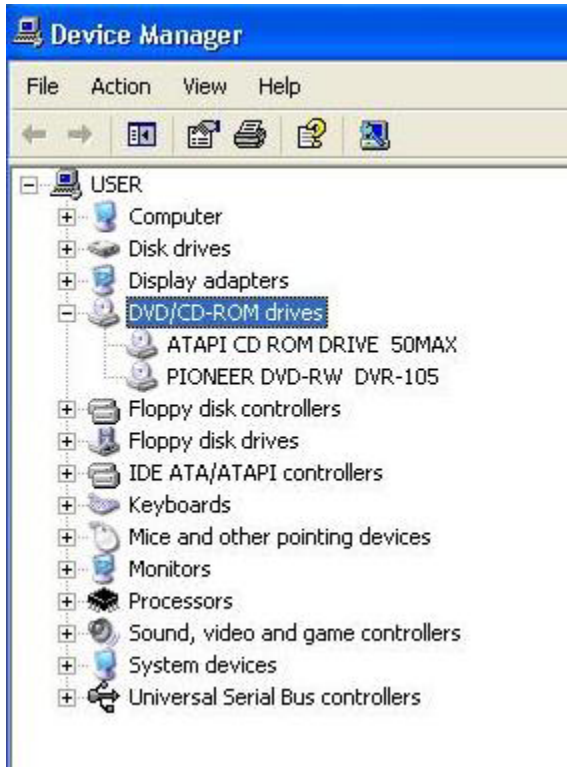 Device Manager
File Action View Help
USER
Computer
Disk drives
Display adapters
DVD/CD-ROM drives
ATAPI CD ROM DRIVE 50MAX
PIONEER DVD-RW DVR-105
Floppy disk controllers
Floppy disk drives
IDE ATA/ATAPI controllers
Keyboards
Mice and other pointing devices
Monitors
Processors
Sound, video and game controllers
System devices
Universal Serial Bus controllers